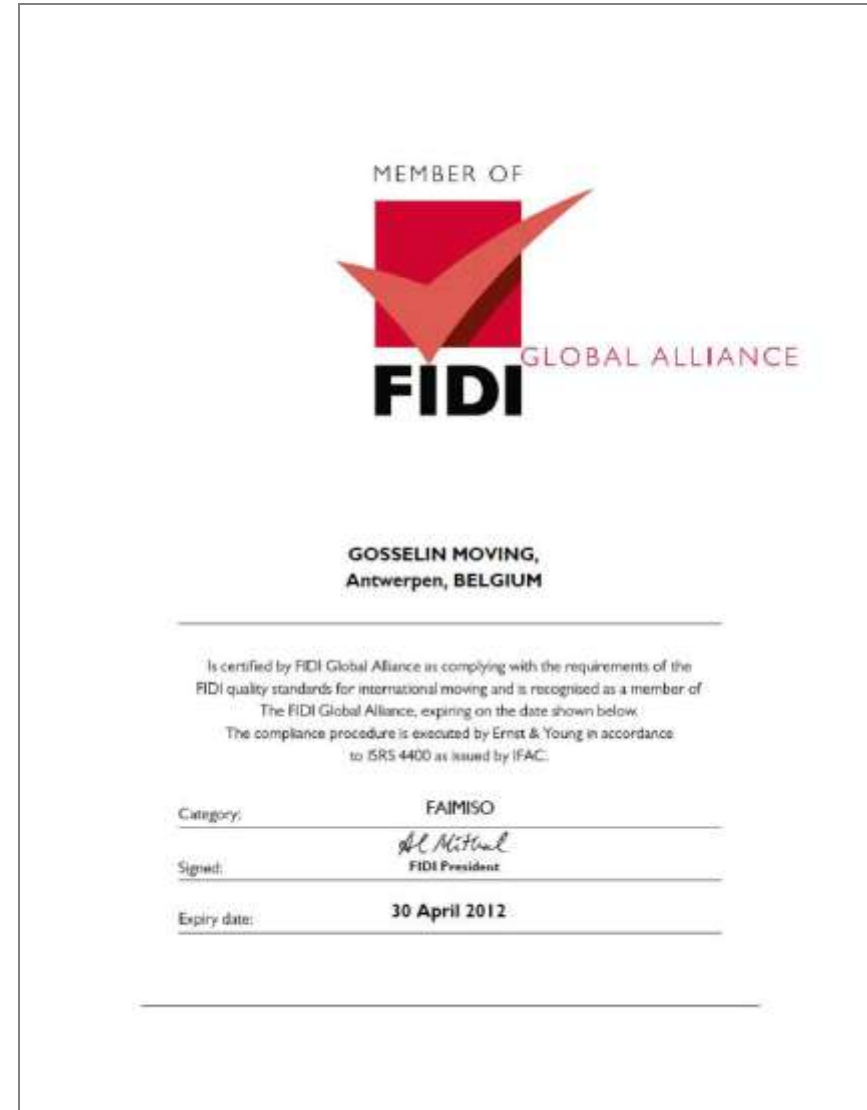 MEMBER OF
GLOBAL ALLIANCE
FIDI
GOSSELIN MOVING,
Antwerpen, BELGIUM
Is certified by FIDI Global Alliance as complying with the requirements of the
FIDI quality standards for international moving and is recognised as a member of
The FIDI Global Alliance, expiring on the date shown below.
The compliance procedure is executed by Ernst & Young in accordance
to ISRS 4400 as issued by IFAC.
Category: FAIMISO
Al Mithal
Signed: FIDI President
Expiry date: 30 April 2012